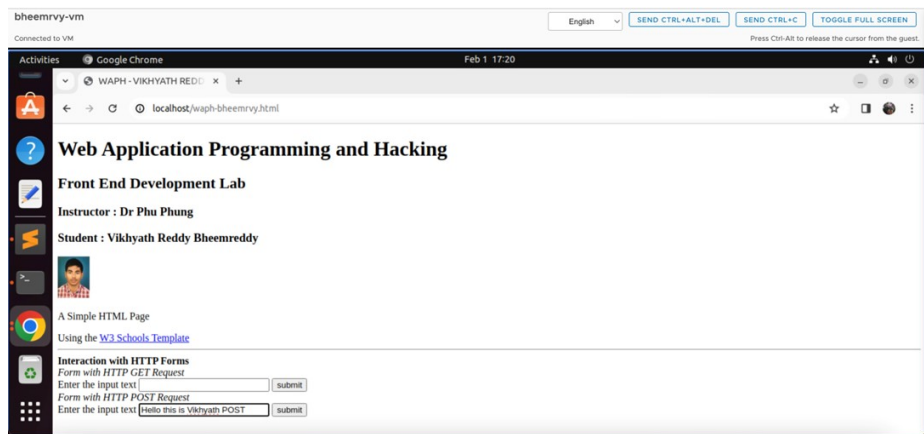 bheemrvy-vm
English
SEND CTRL+ALT+DEL
SEND CTRL+C
TOGGLE FULL SCREEN
Connected to VM
Press Ctrl-Alt to release the cursor from the guest.
Activities
Google Chrome
Feb 1 17:20
WAPH - VIKHYATH REDD
localhost/waph-bheemrvy.html
Web Application Programming and Hacking
Front End Development Lab
Instructor : Dr Phu Phung
Student : Vikhyath Reddy Bheemreddy
A Simple HTML Page
Using the W3 Schools Template
Interaction with HTTP Forms
Form with HTTP GET Request
Enter the input text submit
Form with HTTP POST Request
Enter the input text Hello this is Vikhyath POST submit